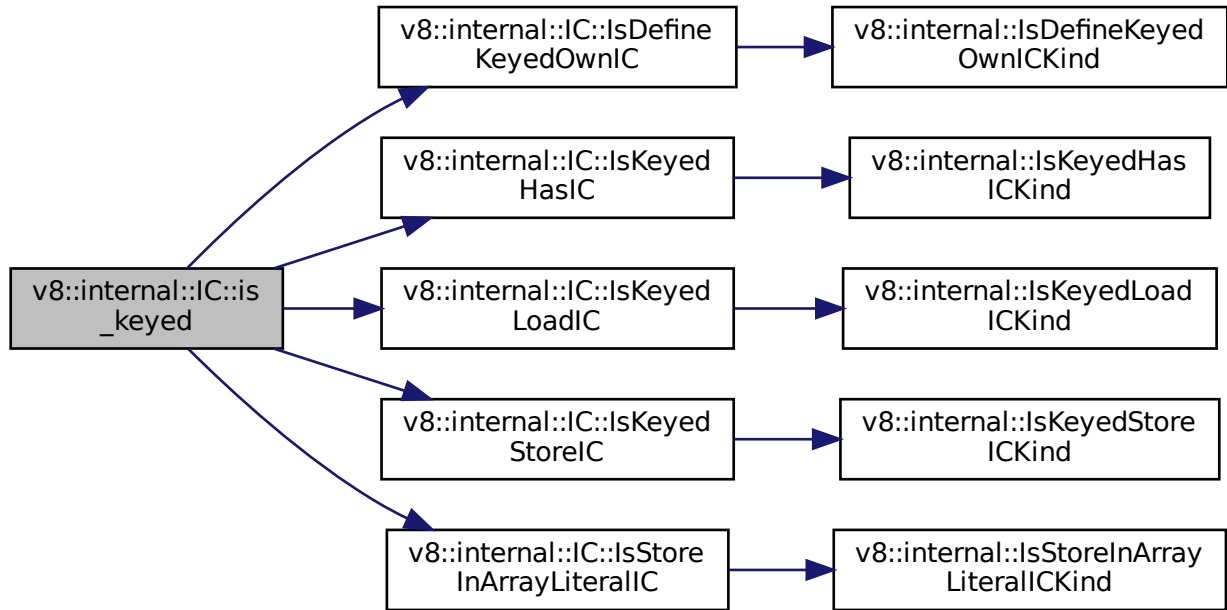 v8::internal::IC::is
_keyed
v8::internal::IC::IsDefine
KeyedOwnIC
v8::internal::IsDefineKeyed
OwnICKind
v8::internal::IC::IsKeyed
HasIC
v8::internal::IsKeyedHas
ICKind
v8::internal::IC::IsKeyed
LoadIC
v8::internal::IsKeyedLoad
ICKind
v8::internal::IC::IsKeyed
StoreIC
v8::internal::IsKeyedStore
ICKind
v8::internal::IC::IsStore
InArrayLiteralIC
v8::internal::IsStoreInArray
LiteralICKind